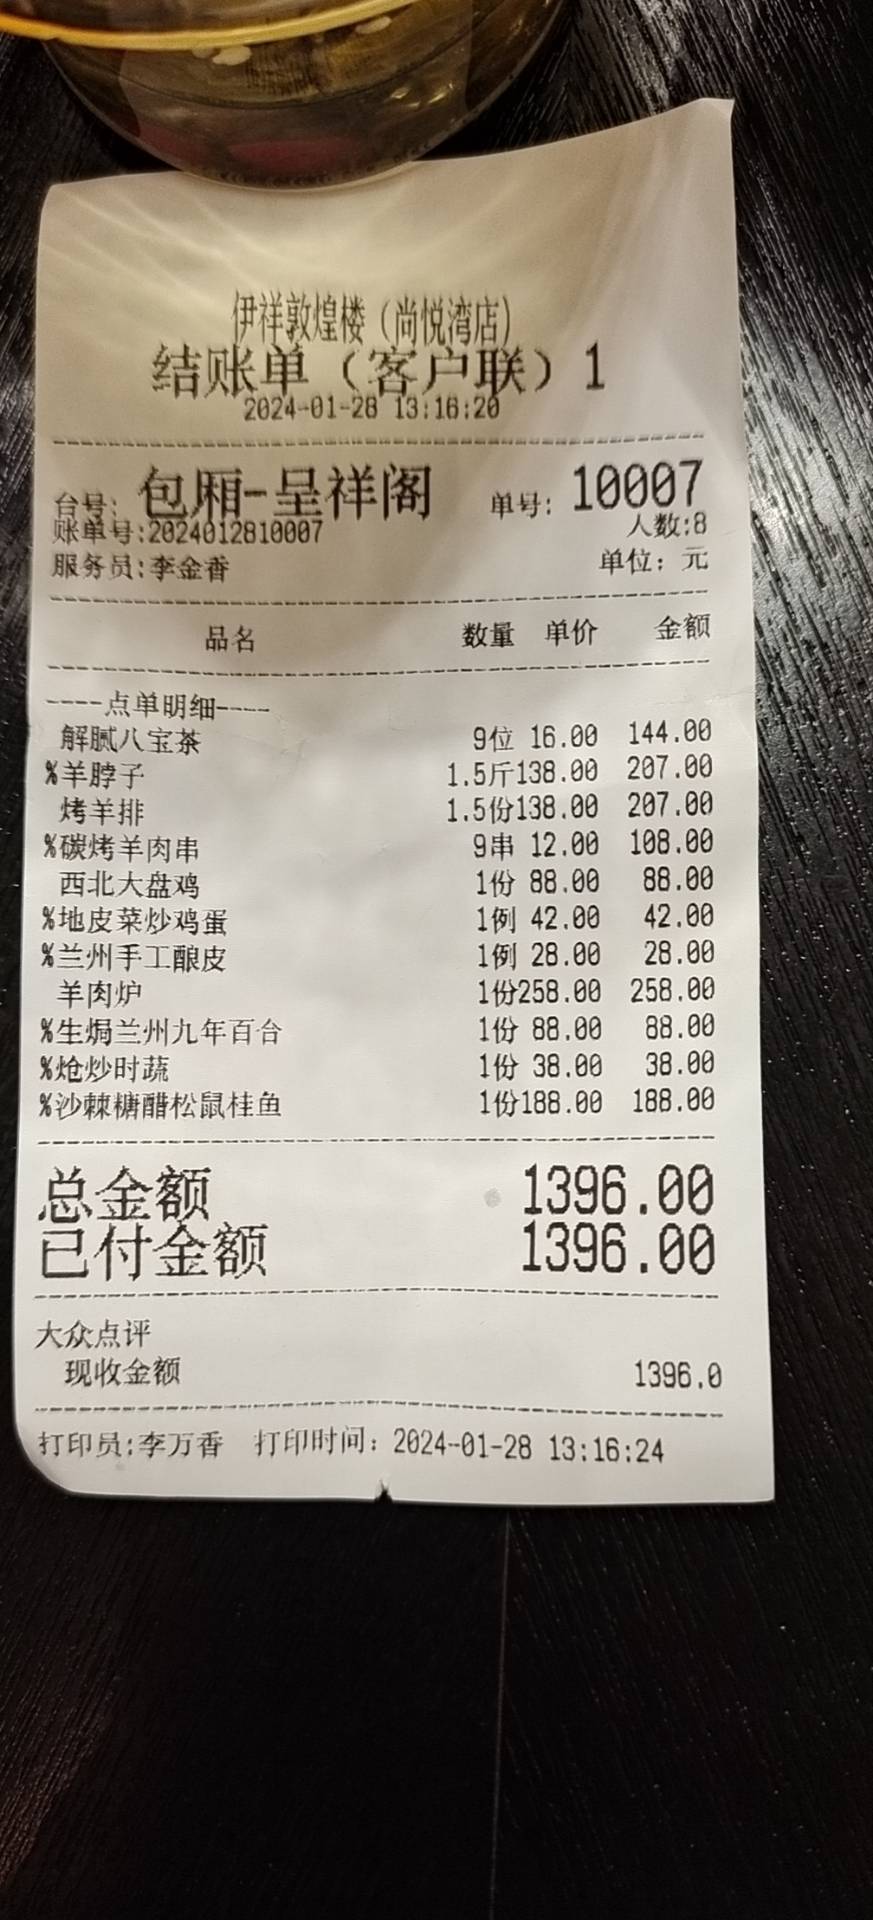 伊祥敦煌楼（尚悦湾店）
结账单（客户联）1
2024-01-28 13:16:20
台号: 包厢-呈祥阁 单号: 10007
账单号:2024012810007 人数:8
服务员:李金香 单位: 元
品名 数量 单价 金额
----点单明细----
解腻八宝茶 9位 16.00 144.00
%羊脖子 1.5斤138.00 207.00
烤羊排 1.5份138.00 207.00
%碳烤羊肉串 9串 12.00 108.00
西北大盘鸡 1份 88.00 88.00
%地皮菜炒鸡蛋 1例 42.00 42.00
%兰州手工酿皮 1例 28.00 28.00
羊肉炉 1份258.00 258.00
%生焗兰州九年百合 1份 88.00 88.00
%炝炒时蔬 1份 38.00 38.00
%沙棘糖醋松鼠桂鱼 1份188.00 188.00
总金额 1396.00
已付金额 1396.00
大众点评
现收金额 1396.0
打印员:李万香 打印时间: 2024-01-28 13:16:24